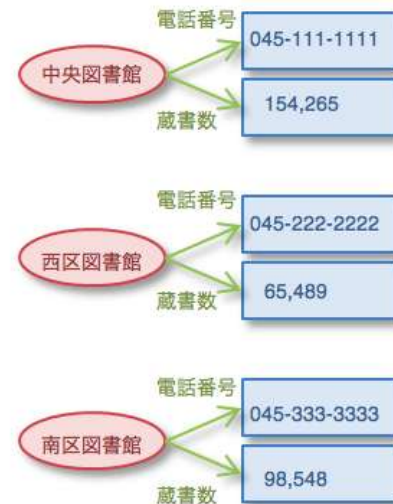 電話番号
045-111-1111
中央図書館
154,265
蔵書数
電話番号
045-222-2222
西区図書館
65,489
蔵書数
電話番号
045-333-3333
南区図書館
98,548
蔵書数